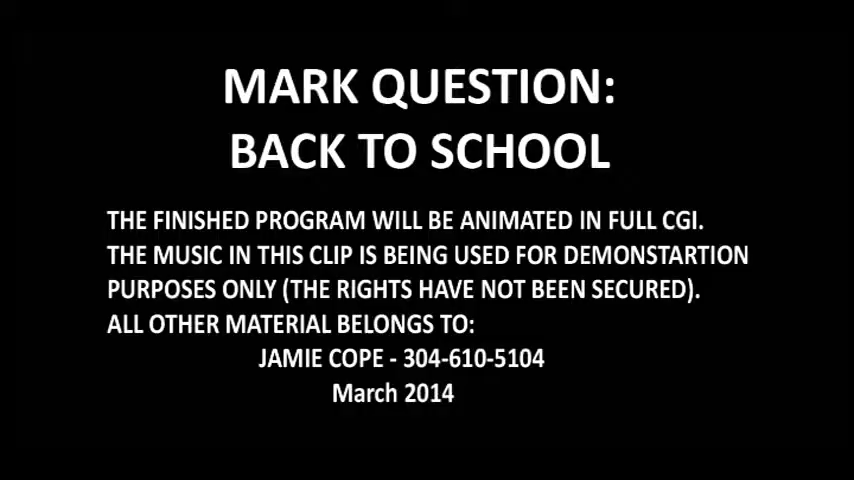 MARK QUESTION:
BACK TO SCHOOL
THE FINISHED PROGRAM WILL BE ANIMATED IN FULL CGI.
THE MUSIC IN THIS CLIP IS BEING USED FOR DEMONSTARTION
PURPOSES ONLY (THE RIGHTS HAVE NOT BEEN SECURED).
ALL OTHER MATERIAL BELONGS TO:
JAMIE COPE - 304-610-5104
March 2014